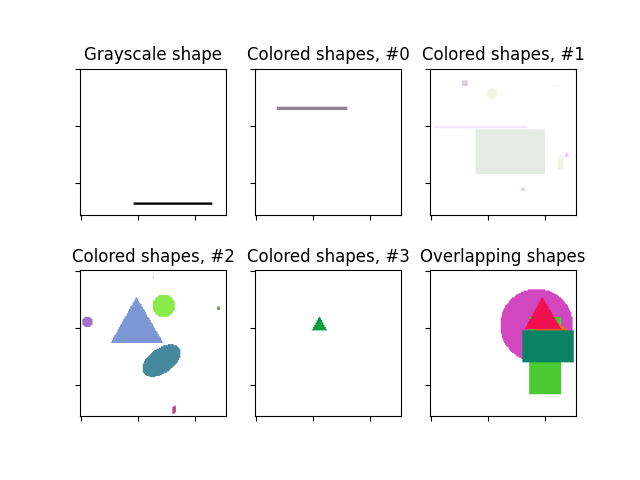 Grayscale shape
Colored shapes, #0
Colored shapes, #1
Colored shapes, #2
Colored shapes, #3
Overlapping shapes